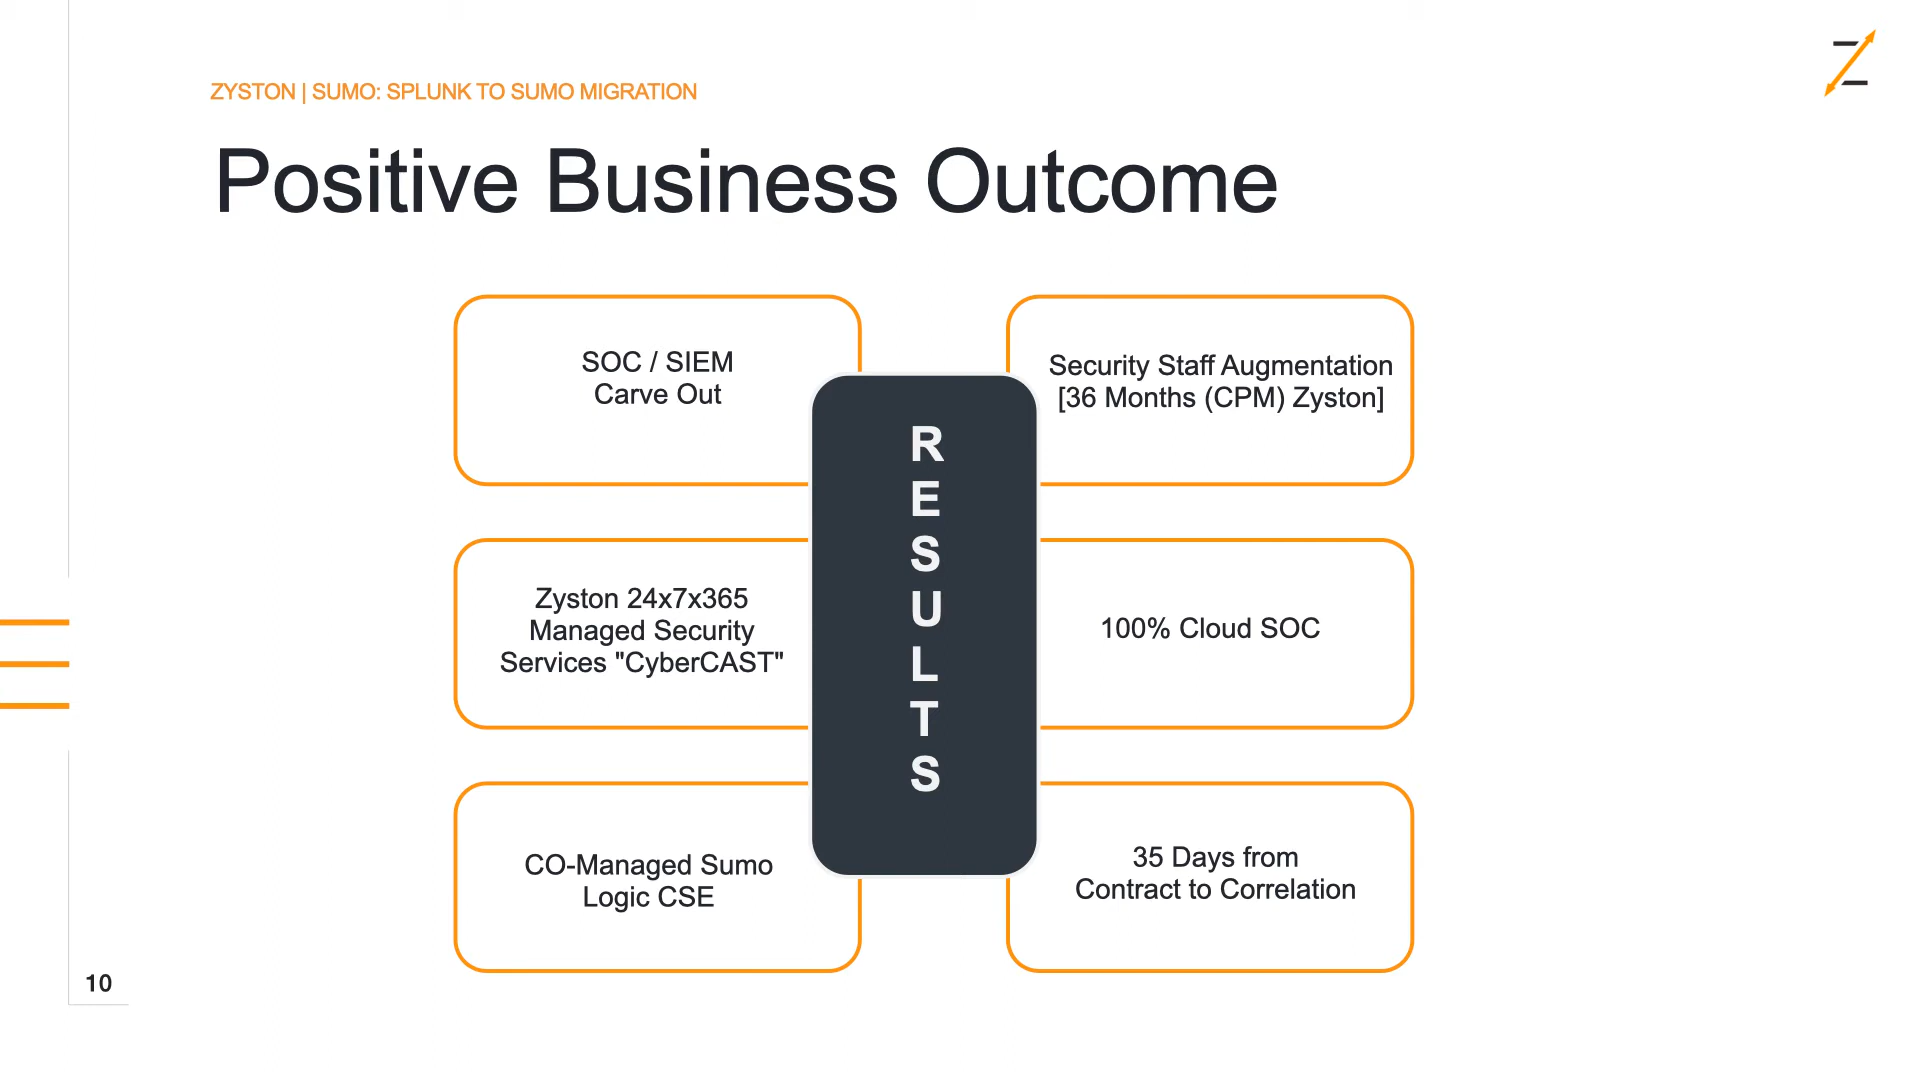 ZYSTON | SUMO: SPLUNK TO SUMO MIGRATION
Positive Business Outcome
SOC / SIEM
Carve Out
Security Staff Augmentation
[36 Months (CPM) Zyston]
Zyston 24x7x365
Managed Security
Services "CyberCAST"
100% Cloud SOC
CO-Managed Sumo
Logic CSE
35 Days from
Contract to Correlation
R
E
S
U
L
T
S
10